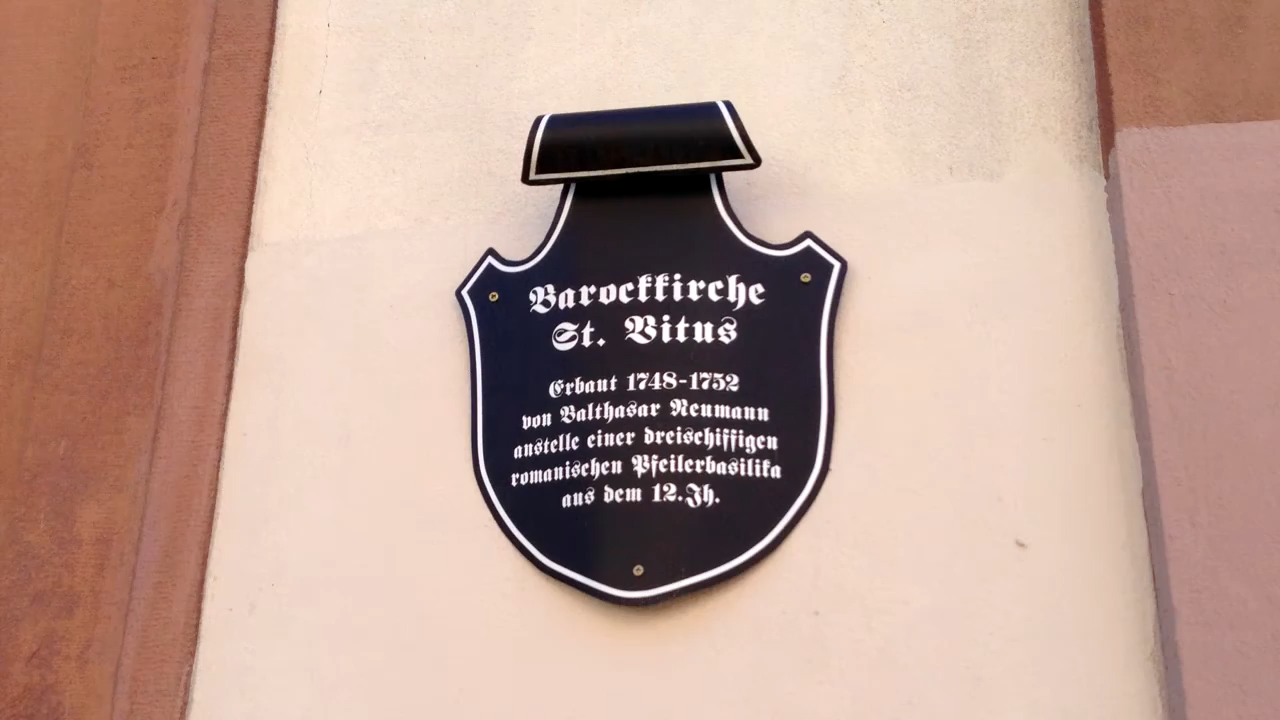 Barockkirche
St. Vitus
Erbaut 1748-1752
von Balthasar Neumann
anstelle einer dreischiffigen
romanischen Pfeilerbasilika
aus dem 12.Jh.